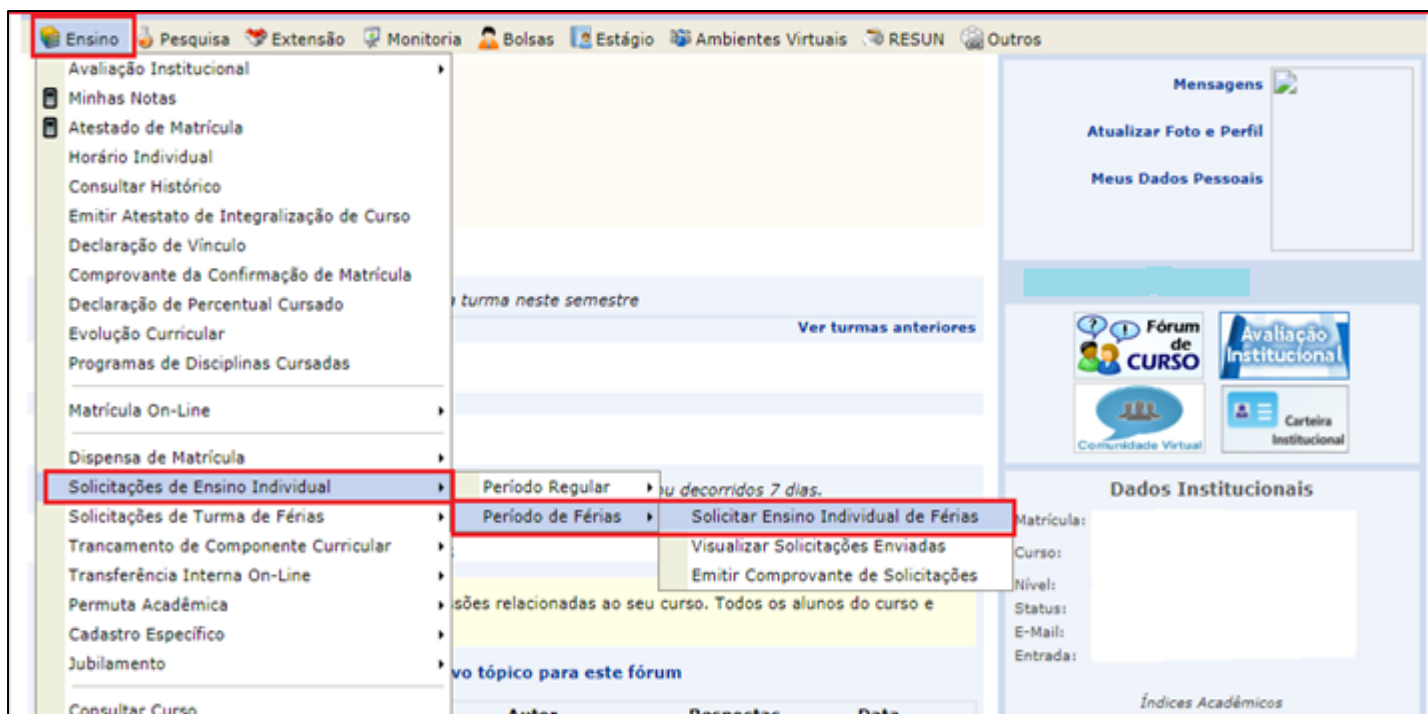 Ensino Pesquisa Extensão Monitoria Bolsas Estágio Ambientes Virtuais RESUN Outros
Avaliação Institucional
Minhas Notas
Atestado de Matrícula
Horário Individual
Consultar Histórico
Emitir Atestato de Integralização de Curso
Declaração de Vínculo
Comprovante da Confirmação de Matrícula
Declaração de Percentual Cursado
Evolução Curricular
Programas de Disciplinas Cursadas
Matrícula On-Line
Dispensa de Matrícula
Solicitações de Ensino Individual
Solicitações de Turma de Férias
Trancamento de Componente Curricular
Transferência Interna On-Line
Permuta Acadêmica
Cadastro Específico
Jubilamento
Consultar Curso
Período Regular
Período de Férias
Solicitar Ensino Individual de Férias
Visualizar Solicitações Enviadas
Emitir Comprovante de Solicitações
turma neste semestre
Ver turmas anteriores
decorridos 7 dias.
sões relacionadas ao seu curso. Todos os alunos do curso e
vo tópico para este fórum
Autor Respostas Data
Mensagens
Atualizar Foto e Perfil
Meus Dados Pessoais
Fórum
de
CURSO
Avaliação
Institucional
Comunidade Virtual
Carteira
Institucional
Dados Institucionais
Matrícula:
Curso:
Nível:
Status:
E-Mail:
Entrada:
Índices Acadêmicos